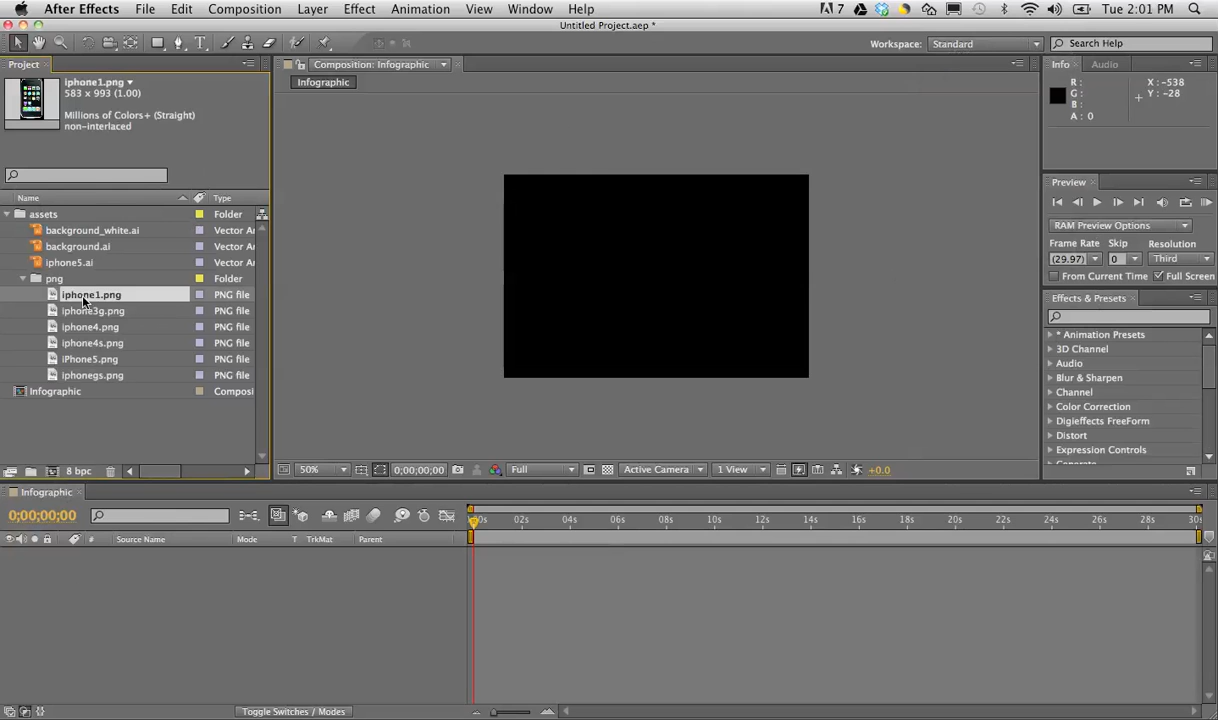 After Effects File Edit Composition Layer Effect Animation View Window Help 7 Tue 2:01 PM
Untitled Project.aep *
Workspace: Standard Search Help
Project Composition: Infographic Info Audio
iphone1.png
583 x 993 (1.00)
Millions of Colors+ (Straight)
non-interlaced
Infographic
R :
G :
B :
A : 0
X : -538
Y : -28
Name Type
assets Folder
background_white.ai Vector Ar
background.ai Vector Ar
iphone5.ai Vector Ar
png Folder
iphone1.png PNG file
iphone3g.png PNG file
iphone4.png PNG file
iphone4s.png PNG file
iPhone5.png PNG file
iphonegs.png PNG file
Infographic Composi
8 bpc
50% 0;00;00;00 Full Active Camera 1 View +0.0
Preview
RAM Preview Options
Frame Rate Skip Resolution
(29.97) 0 Third
From Current Time Full Screen
Effects & Presets
* Animation Presets
3D Channel
Audio
Blur & Sharpen
Channel
Color Correction
Digieffects FreeForm
Distort
Expression Controls
Infographic
0;00;00;00
02s 04s 06s 08s 10s 12s 14s 16s 18s 20s 22s 24s 26s 28s 30s
# Source Name Mode T TrkMat Parent
Toggle Switches / Modes